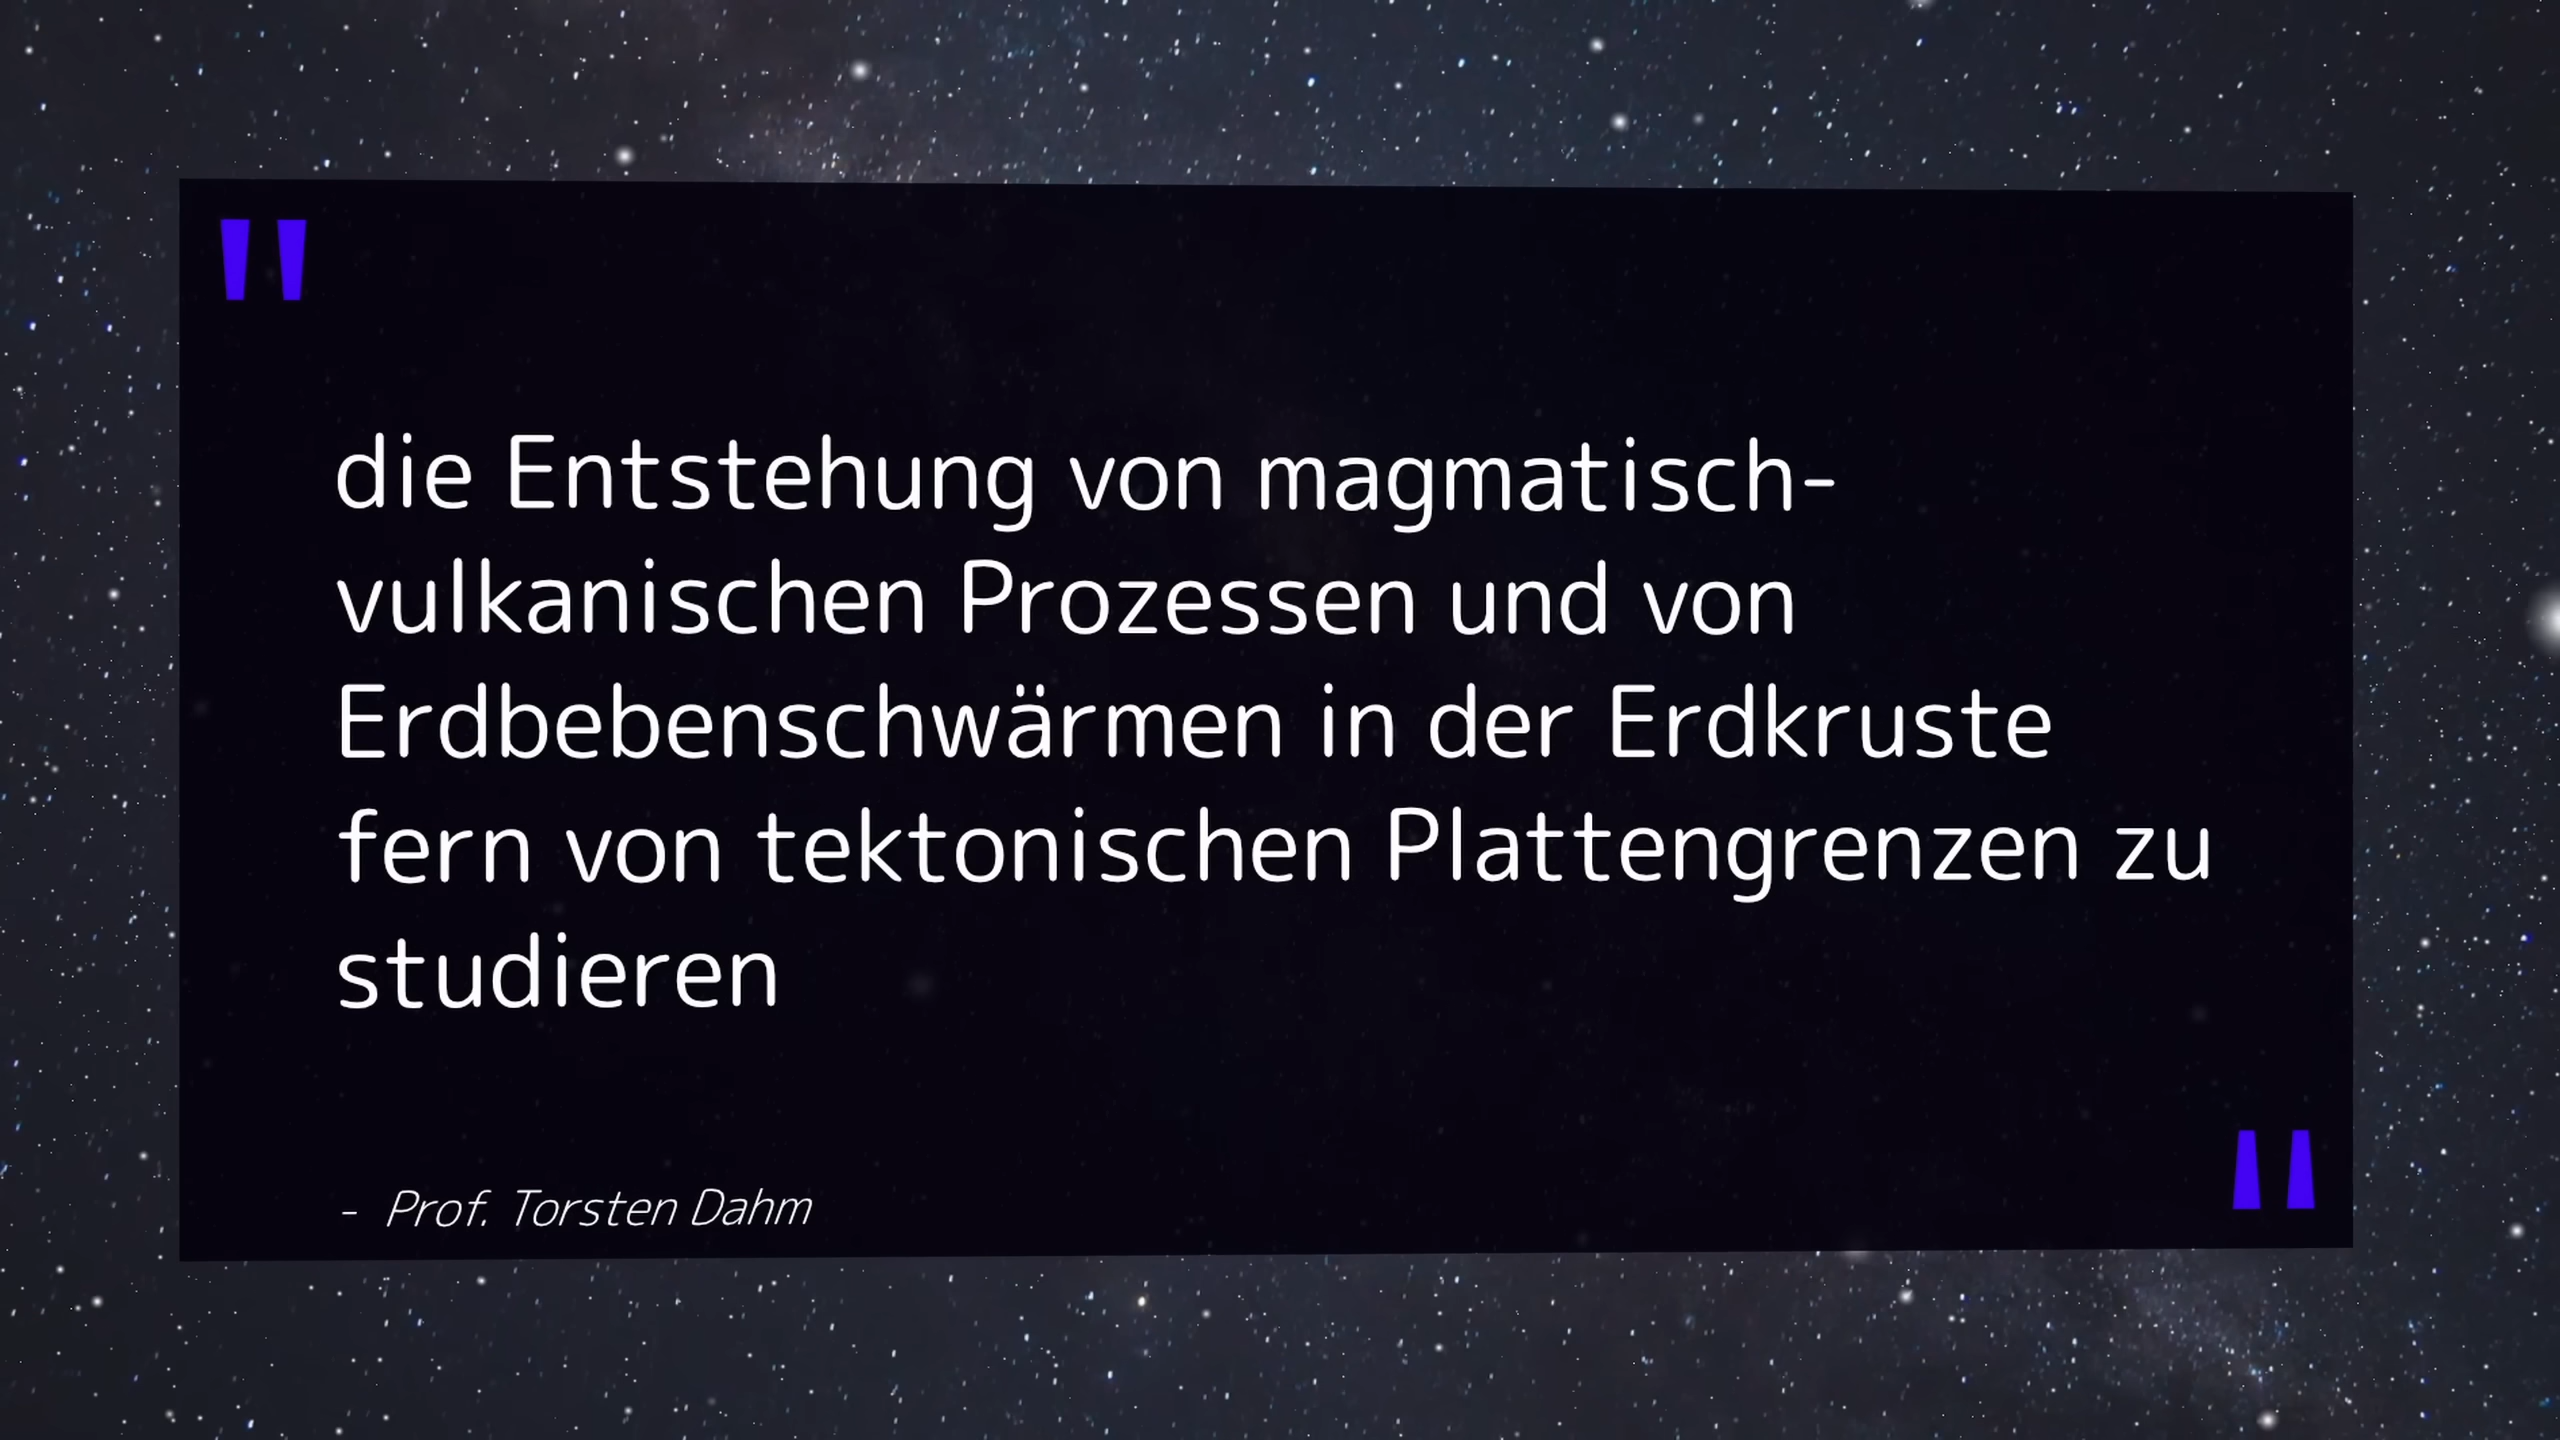 "
die Entstehung von magmatisch-
vulkanischen Prozessen und von
Erdbebenschwärmen in der Erdkruste
fern von tektonischen Plattengrenzen zu
studieren
"
- Prof. Torsten Dahm